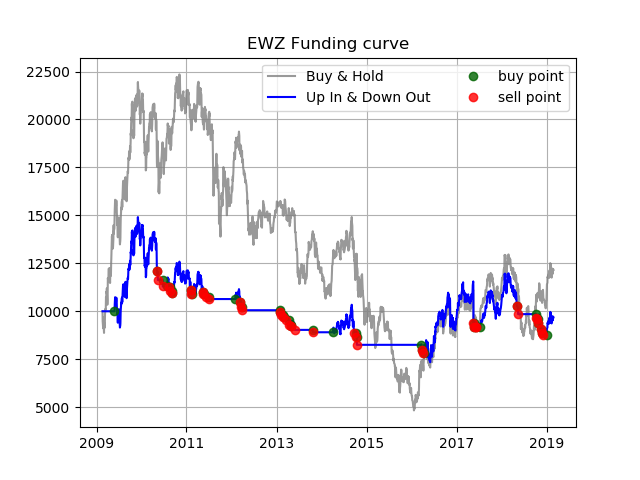 EWZ Funding curve
Buy & Hold
Up In & Down Out
buy point
sell point
22500
20000
17500
15000
12500
10000
7500
5000
2009 2011 2013 2015 2017 2019